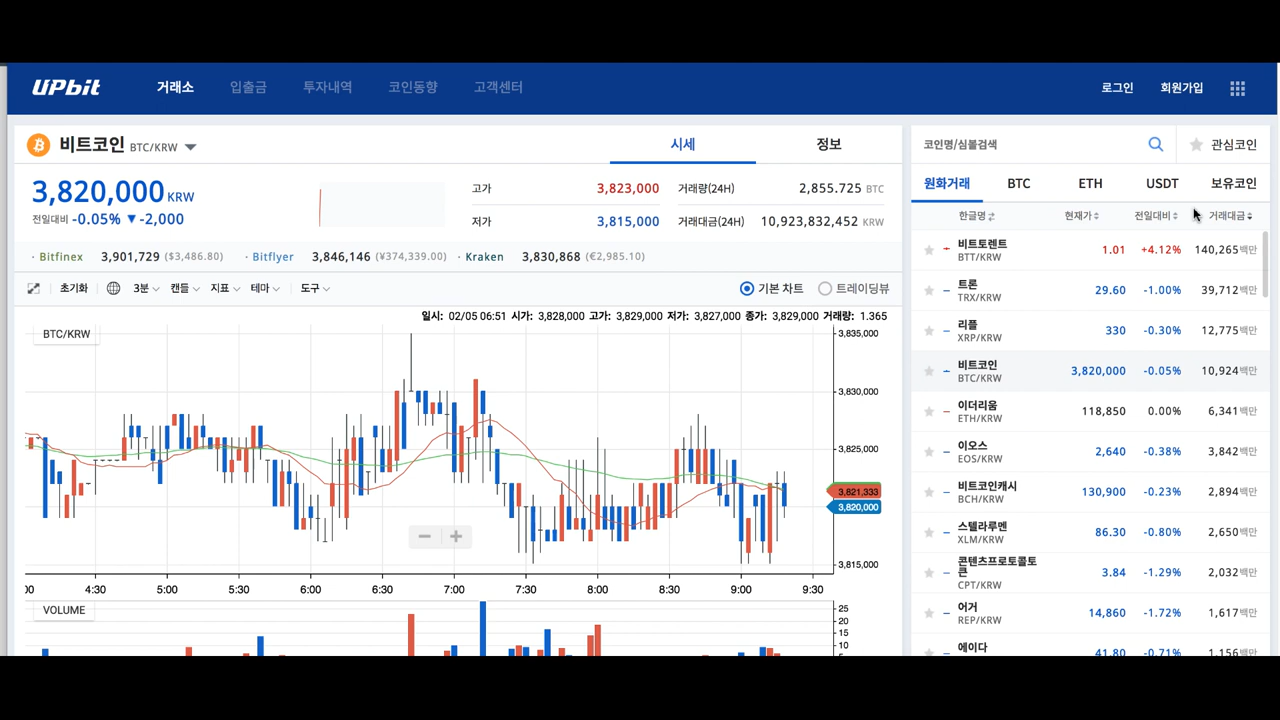 UPbit 거래소 입출금 투자내역 코인동향 고객센터 로그인 회원가입
비트코인 BTC/KRW 시세 정보
3,820,000 KRW
전일대비 -0.05% ▼ -2,000
고가 3,823,000 거래량(24H) 2,855.725 BTC
저가 3,815,000 거래대금(24H) 10,923,832,452 KRW
· Bitfinex 3,901,729 ($3,486.80) · Bitflyer 3,846,146 (¥374,339.00) · Kraken 3,830,868 (€2,985.10)
초기화 3분 캔들 지표 테마 도구 기본 차트 트레이딩뷰
일시: 02/05 06:51 시가: 3,828,000 고가: 3,829,000 저가: 3,827,000 종가: 3,829,000 거래량: 1.365
BTC/KRW
3,835,000
3,830,000
3,825,000
3,821,333
3,820,000
3,815,000
00 4:30 5:00 5:30 6:00 6:30 7:00 7:30 8:00 8:30 9:00 9:30
VOLUME
25
20
15
10
코인명/심볼검색 관심코인
원화거래 BTC ETH USDT 보유코인
한글명 현재가 전일대비 거래대금
비트토렌트 1.01 +4.12% 140,265백만
BTT/KRW
트론 29.60 -1.00% 39,712백만
TRX/KRW
리플 330 -0.30% 12,775백만
XRP/KRW
비트코인 3,820,000 -0.05% 10,924백만
BTC/KRW
이더리움 118,850 0.00% 6,341백만
ETH/KRW
이오스 2,640 -0.38% 3,842백만
EOS/KRW
비트코인캐시 130,900 -0.23% 2,894백만
BCH/KRW
스텔라루멘 86.30 -0.80% 2,650백만
XLM/KRW
콘텐츠프로토콜토
큰 3.84 -1.29% 2,032백만
CPT/KRW
어거 14,860 -1.72% 1,617백만
REP/KRW
에이다 41.80 -0.71% 1,156백만